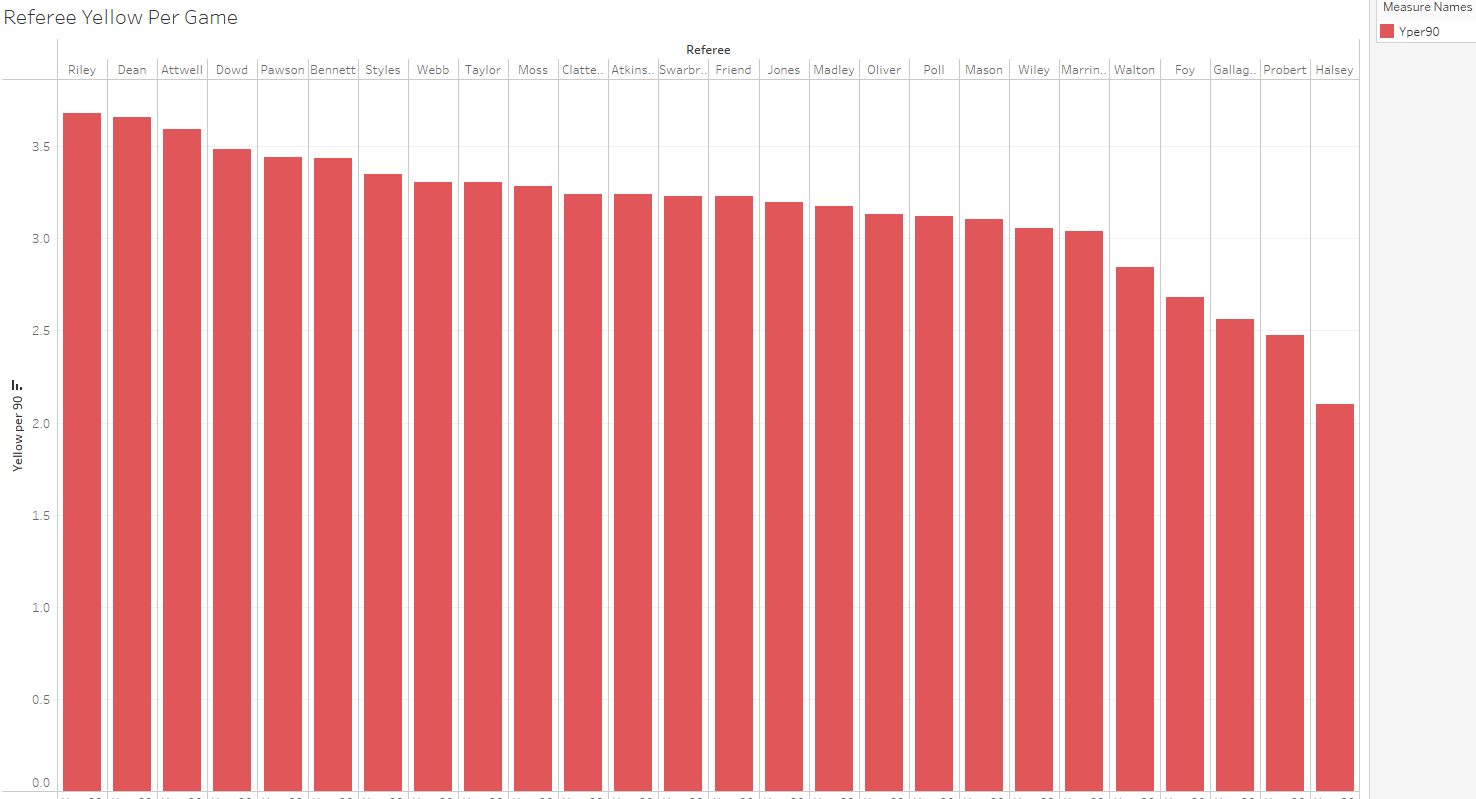 Referee Yellow Per Game
Measure Names
Yper90
Referee
Riley Dean Attwell Dowd Pawson Bennett Styles Webb Taylor Moss Clatte.. Atkins.. Swarbr.. Friend Jones Madley Oliver Poll Mason Wiley Marrin.. Walton Foy Gallag.. Probert Halsey
3.5
3.0
2.5
2.0
1.5
1.0
0.5
0.0
Yellow per 90